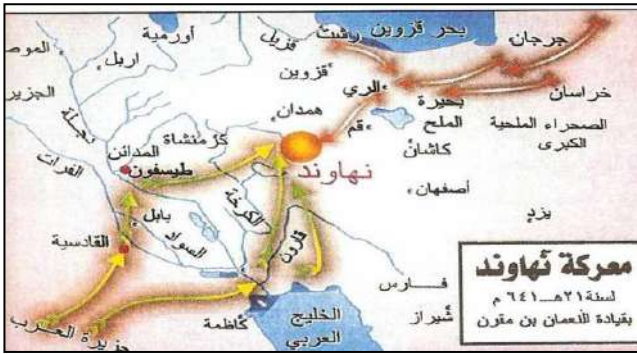 بحر قزوين
جرجان
رشت
قزيل
أورمية
الموصل
اربل
الجزير
قزوين
الري
خراسان
همدان
بحيرة
الملح
قم
كاشان
الصحراء الملحية
الكبرى
دجلة
كرمنشاة
المدائن
طيسفون
نهاوند
الفرات
أصفهان
يزد
بابل
الكرخة
السواد
القادسية
قارون
فارس
شيراز
كاظمة
الخليج
العربي
جزيرة العرب
معركة نهاوند
لسنة ٢١هـ ـ ٦٤١ م
بقيادة النعمان بن مقرن